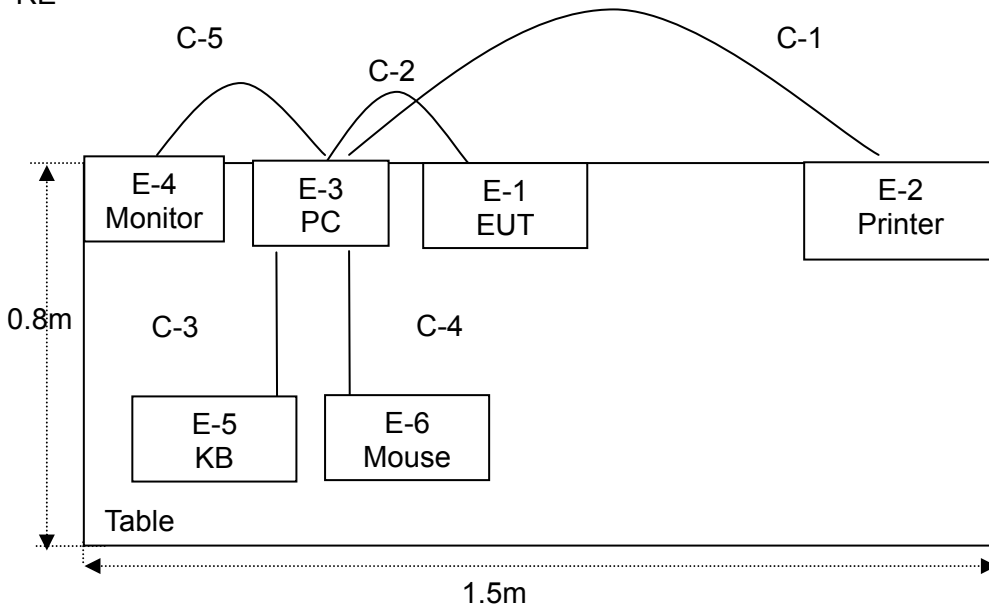 C-5
C-2
C-1
E-4
Monitor
E-3
PC
E-1
EUT
E-2
Printer
0.8m
C-3
C-4
E-5
KB
E-6
Mouse
Table
1.5m